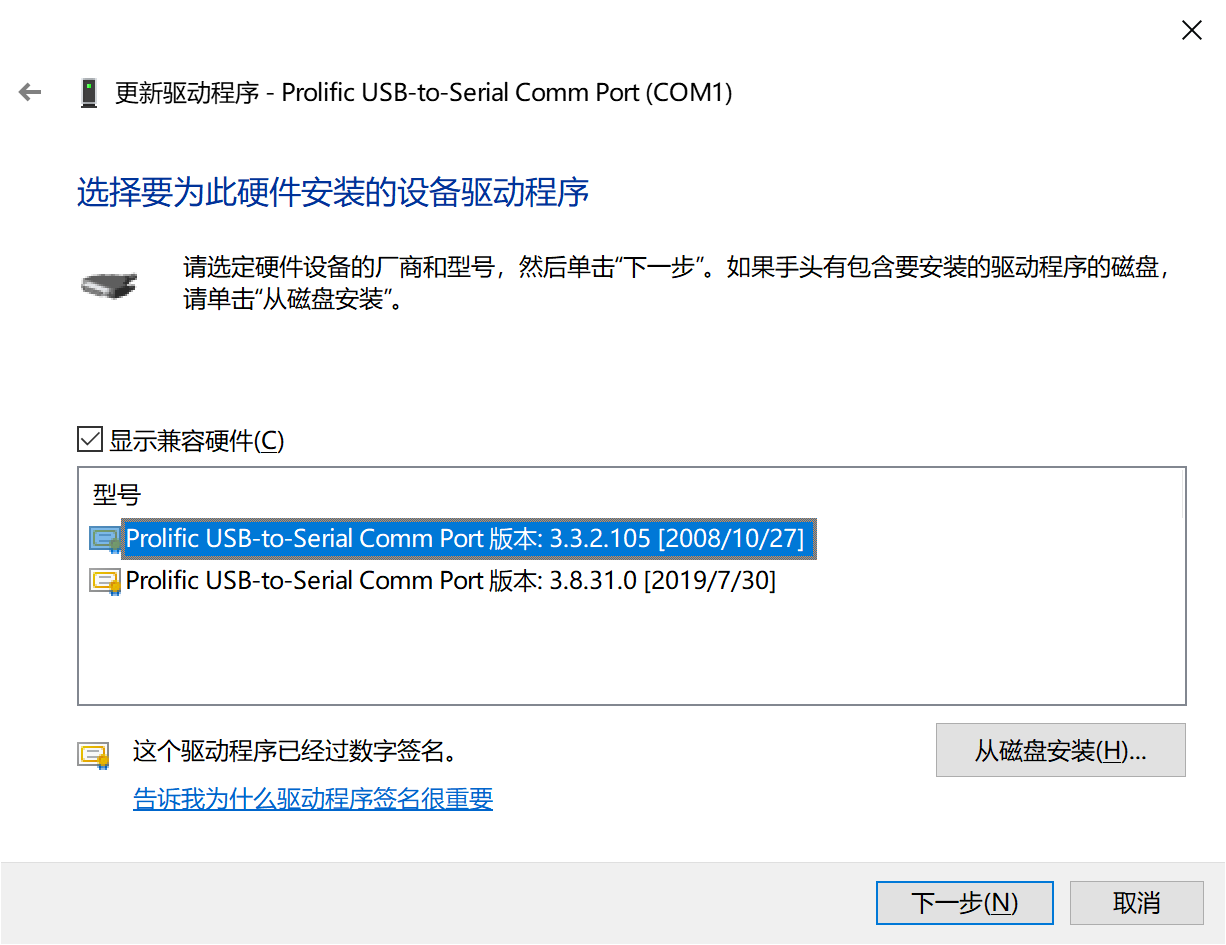 更新驱动程序 - Prolific USB-to-Serial Comm Port (COM1)
选择要为此硬件安装的设备驱动程序
请选定硬件设备的厂商和型号，然后单击“下一步”。如果手头有包含要安装的驱动程序的磁盘，
请单击“从磁盘安装”。
显示兼容硬件(C)
型号
Prolific USB-to-Serial Comm Port 版本: 3.3.2.105 [2008/10/27]
Prolific USB-to-Serial Comm Port 版本: 3.8.31.0 [2019/7/30]
这个驱动程序已经过数字签名。
从磁盘安装(H)...
告诉我为什么驱动程序签名很重要
下一步(N)
取消